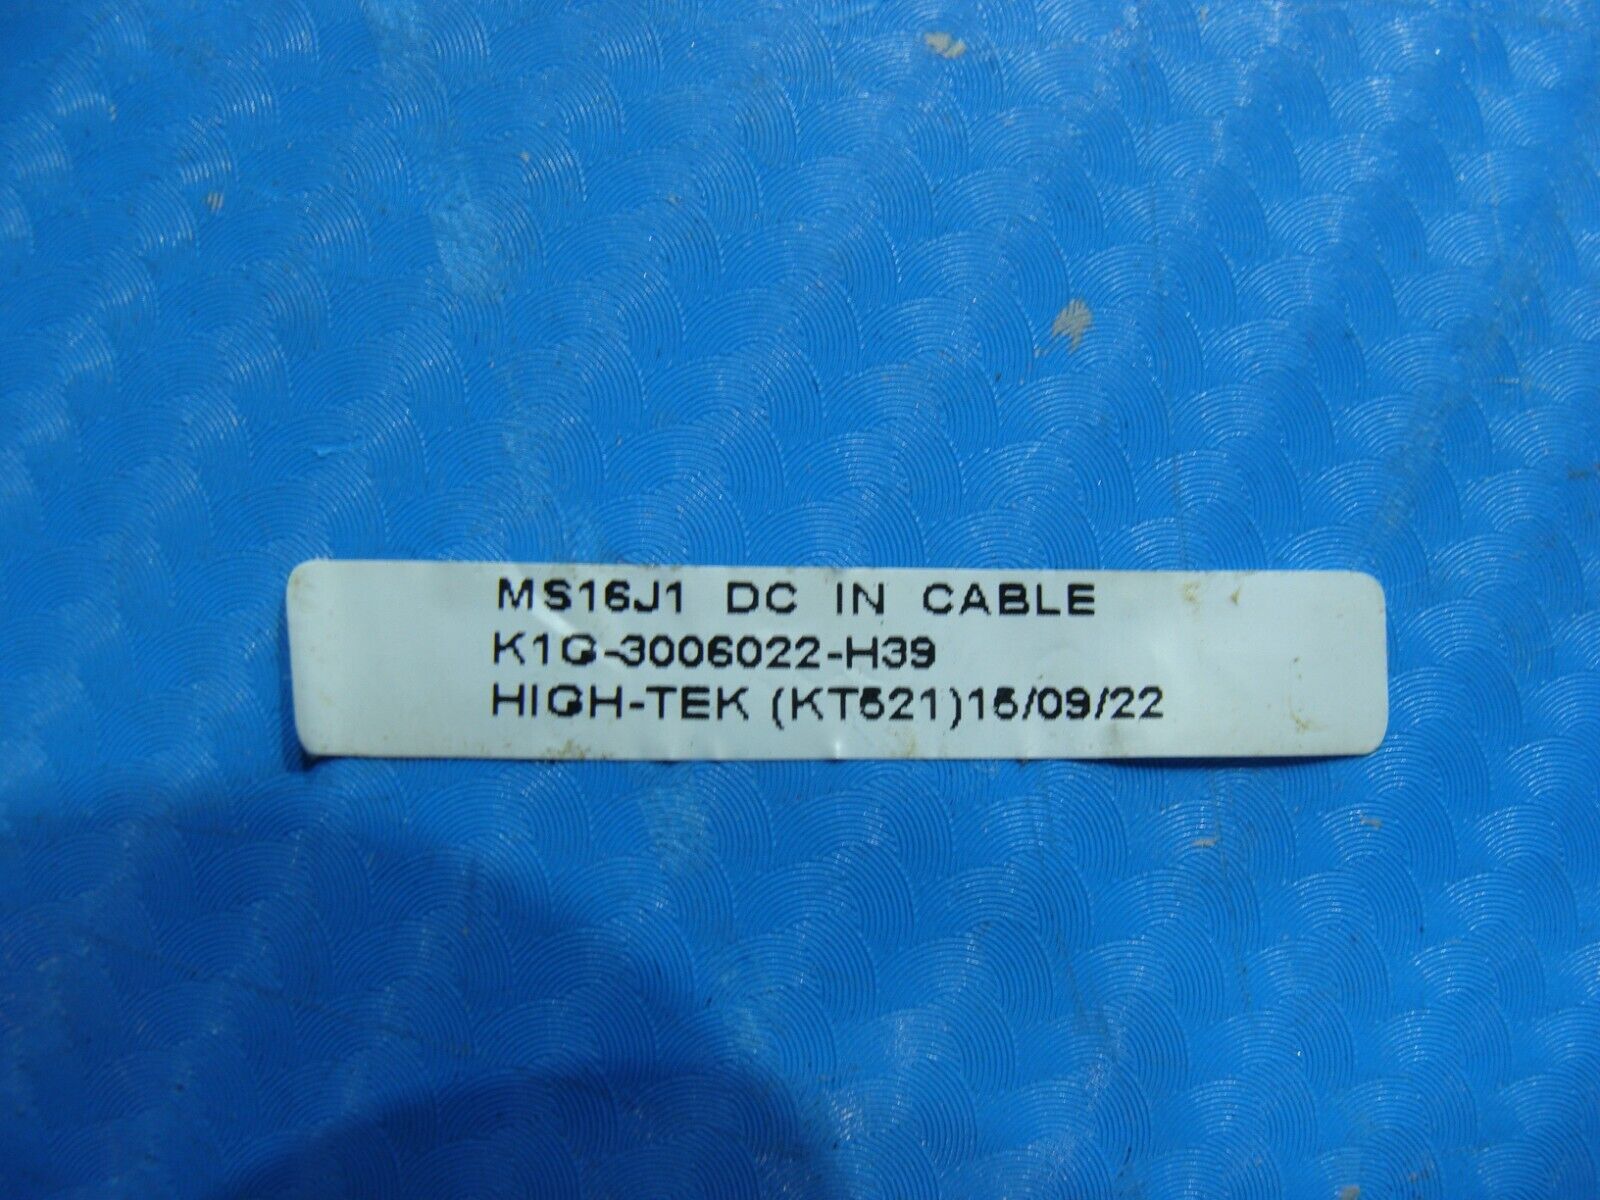 MS16J1 DC IN CABLE
K1G-3006022-H39
HIGH-TEK (KT521)15/09/22